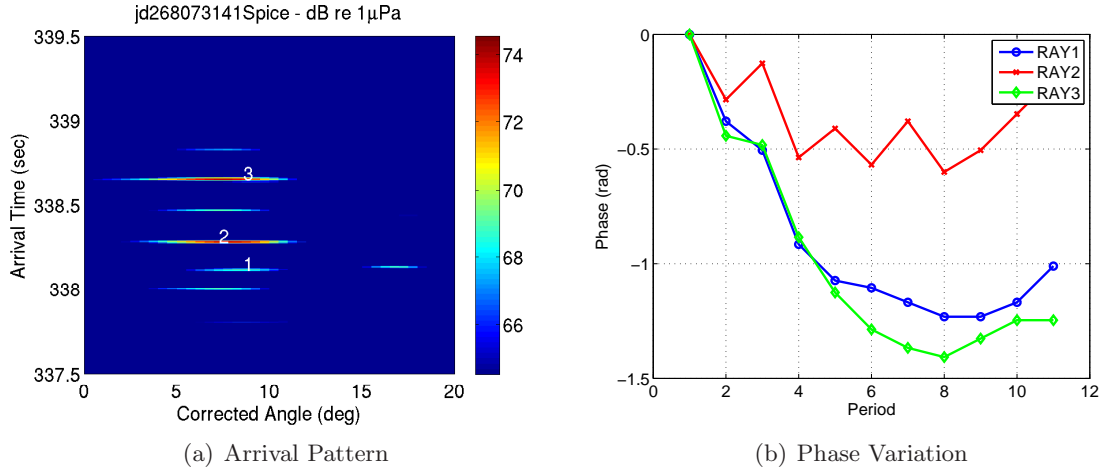 jd268073141Spice - dB re 1μPa
339.5
339
338.5
338
337.5
Arrival Time (sec)
3
2
1
0
5
10
15
20
Corrected Angle (deg)
74
72
70
68
66
(a) Arrival Pattern
0
−0.5
−1
−1.5
Phase (rad)
RAY1
RAY2
RAY3
0
2
4
6
8
10
12
Period
(b) Phase Variation